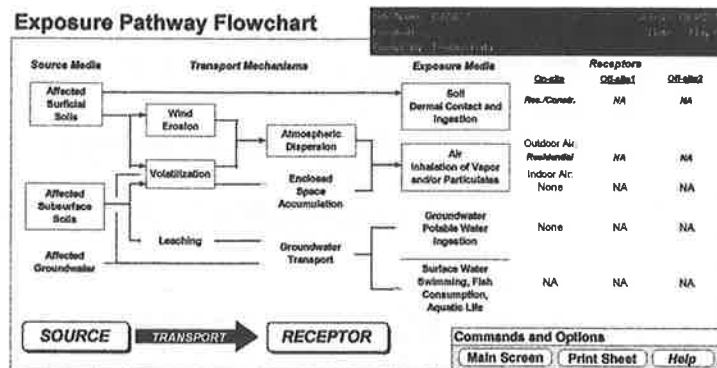 Exposure Pathway Flowchart
Source Media
Transport Mechanisms
Exposure Media
Receptors
On-site
Off-site1
Off-site2
Affected
Surficial
Soils
Wind
Erosion
Atmospheric
Dispersion
Soil
Dermal Contact and
Ingestion
Res./Constr.
NA
NA
Volatilization
Enclosed
Space
Accumulation
Air
Inhalation of Vapor
and/or Particulates
Outdoor Air:
Residential
NA
NA
Indoor Air:
None
NA
NA
Affected
Subsurface
Soils
Leaching
Affected
Groundwater
Groundwater
Transport
Groundwater
Potable Water
Ingestion
None
NA
NA
Surface Water
Swimming, Fish
Consumption,
Aquatic Life
NA
NA
NA
SOURCE
TRANSPORT
RECEPTOR
Commands and Options
Main Screen
Print Sheet
Help